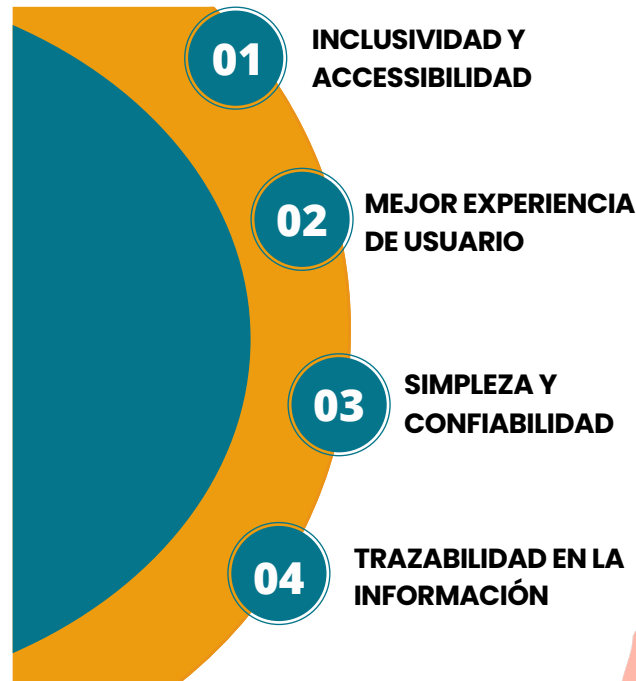 01
INCLUSIVIDAD Y
ACCESSIBILIDAD
02
MEJOR EXPERIENCIA
DE USUARIO
03
SIMPLEZA Y
CONFIABILIDAD
04
TRAZABILIDAD EN LA
INFORMACIÓN